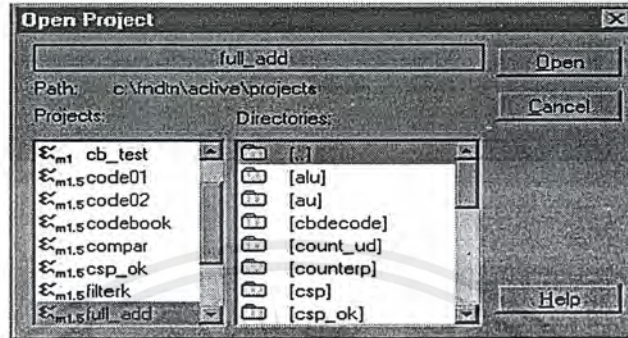 Open Project
full_add
Open
Path: c:\fndtn\active\projects
Cancel
Projects:
Directories:
m1 cb_test
m1.5 code01
m1.5 code02
m1.5 codebook
m1.5 compar
m1.5 csp_ok
m1.5 filterk
m1.5 full_add
[..]
[alu]
[au]
[cbdecode]
[count_ud]
[counterp]
[csp]
[csp_ok]
Help